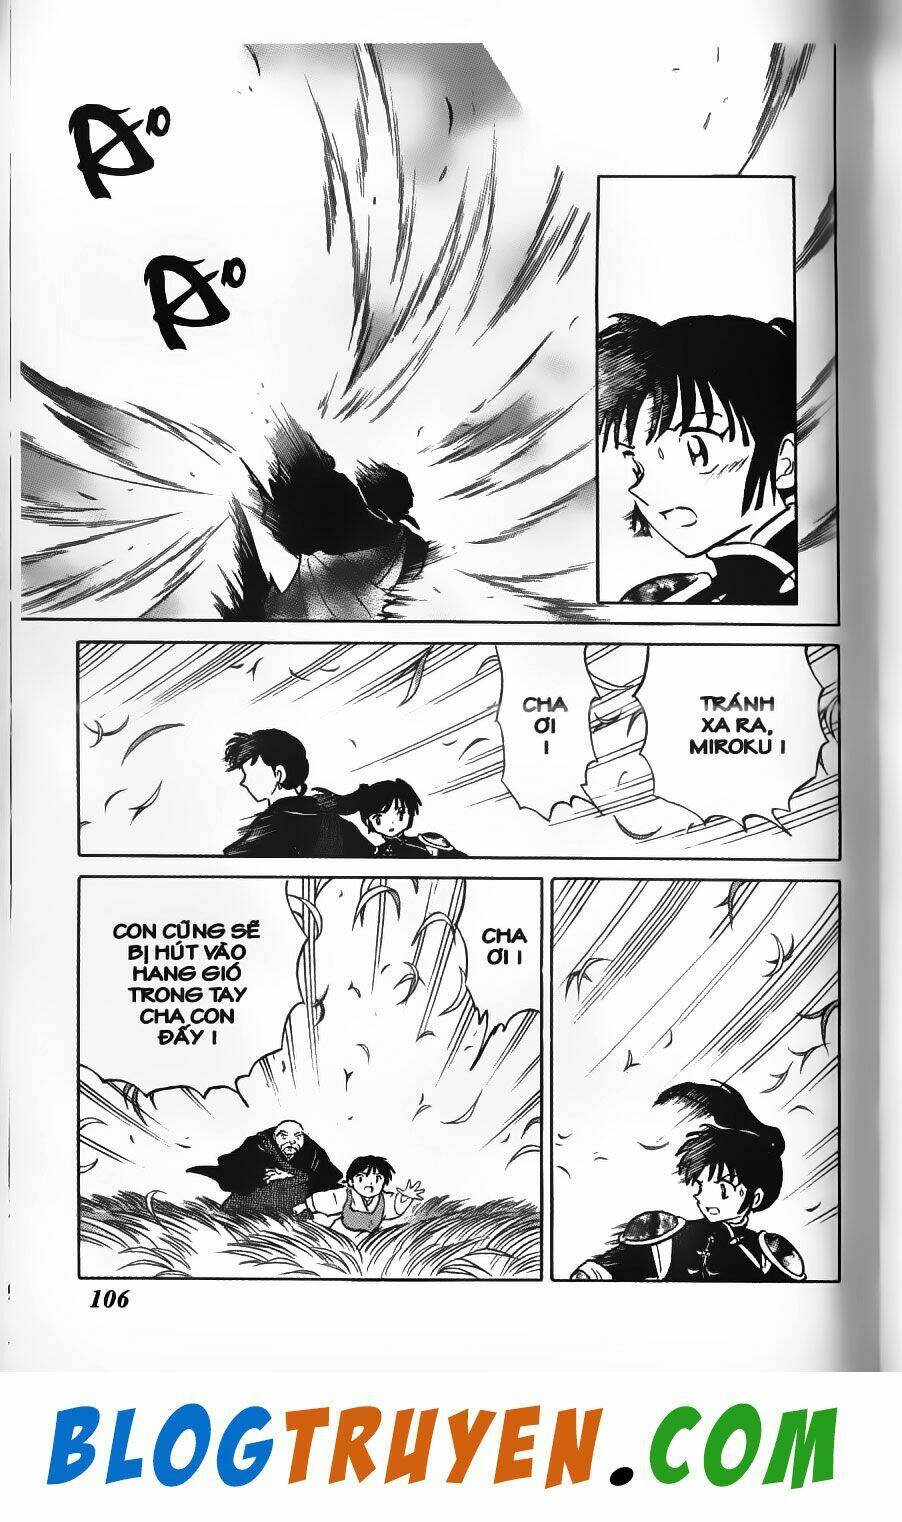 ÀO
ÀO
TRÁNH
XA RA,
MIROKU !
CHA
ƠI
!
CHA
ƠI !
CON CŨNG SẼ
BỊ HÚT VÀO
HANG GIÓ
TRONG TAY
CHA CON
ĐẤY !
106
BLOGTRUYEN.COM